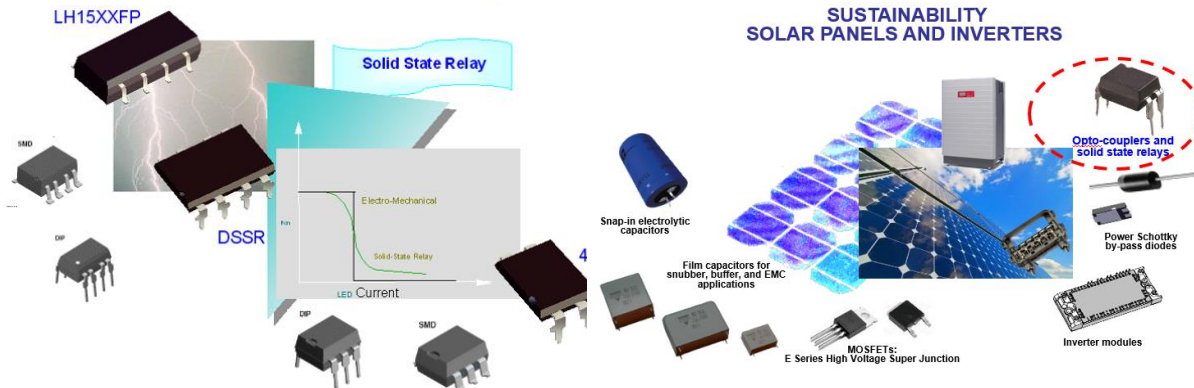 LH15XXFP
Solid State Relay
SMD
DIP
DSSR
Electro-Mechanical
Ron
Solid-State Relay
LED Current
4
DIP
SMD
SUSTAINABILITY
SOLAR PANELS AND INVERTERS
Opto-couplers and
solid state relays
Snap-in electrolytic
capacitors
Power Schottky
by-pass diodes
Film capacitors for
snubber, buffer, and EMC
applications
MOSFETs:
E Series High Voltage Super Junction
Inverter modules